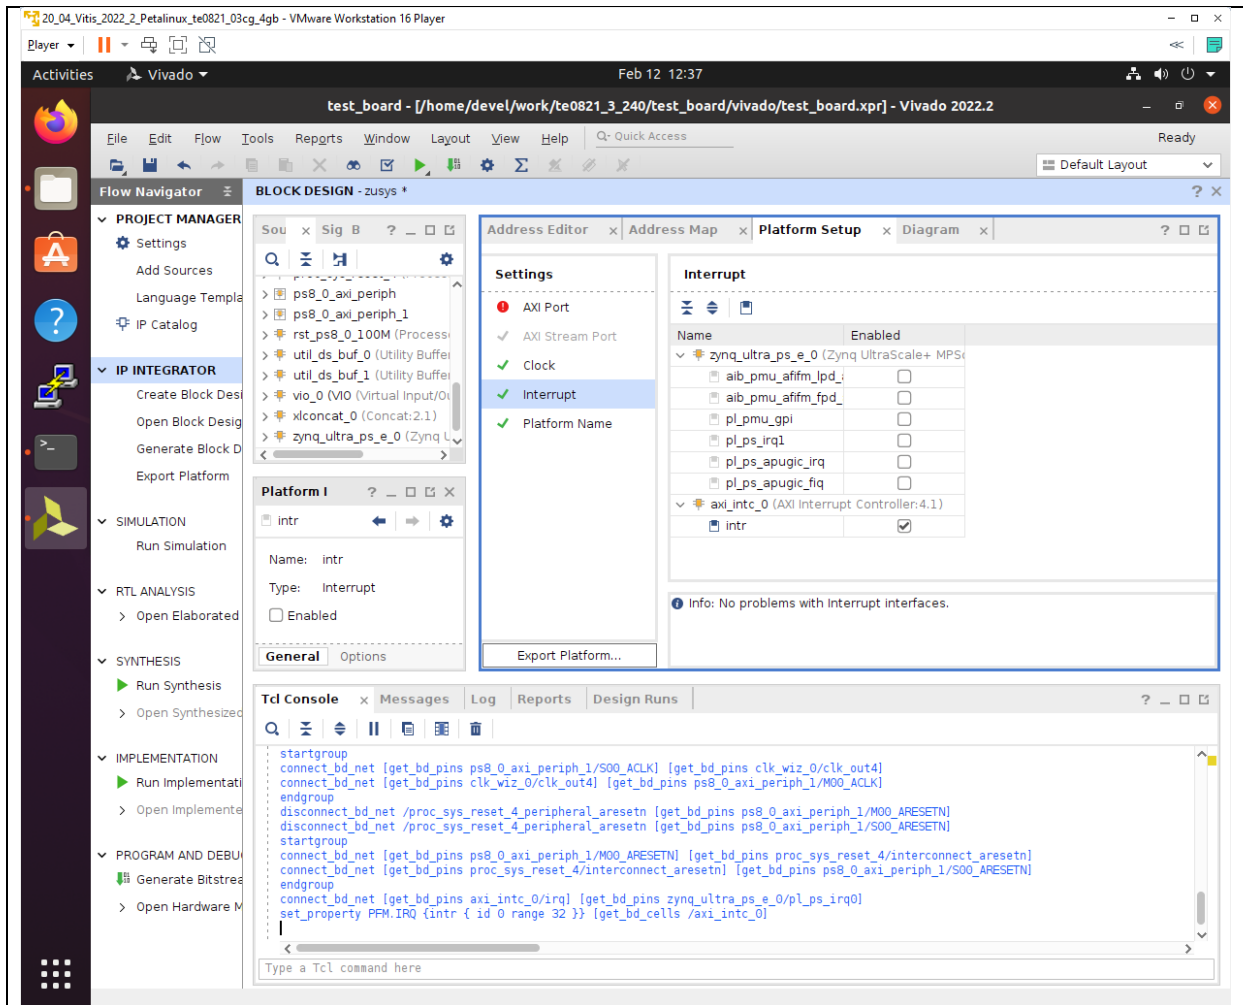 20_04_Vitis_2022_2_Petalinux_te0821_03cg_4gb - VMware Workstation 16 Player
Player
Activities
Vivado
Feb 12 12:37
test_board - [/home/devel/work/te0821_3_240/test_board/vivado/test_board.xpr] - Vivado 2022.2
File Edit Flow Tools Reports Window Layout View Help
Q- Quick Access
Ready
Default Layout
Flow Navigator
BLOCK DESIGN - zusys *
PROJECT MANAGER
Settings
Add Sources
Language Templa
IP Catalog
IP INTEGRATOR
Create Block Desi
Open Block Desig
Generate Block D
Export Platform
SIMULATION
Run Simulation
RTL ANALYSIS
Open Elaborated
SYNTHESIS
Run Synthesis
Open Synthesized
IMPLEMENTATION
Run Implementati
Open Implemente
PROGRAM AND DEBU
Generate Bitstrea
Open Hardware M
Sou Sig B
ps8_0_axi_periph
ps8_0_axi_periph_1
rst_ps8_0_100M (Processo
util_ds_buf_0 (Utility Buffer
util_ds_buf_1 (Utility Buffer
vio_0 (VIO (Virtual Input/Ou
xlconcat_0 (Concat:2.1)
zynq_ultra_ps_e_0 (Zynq U
Platform I
intr
Name: intr
Type: Interrupt
Enabled
General Options
Address Editor Address Map Platform Setup Diagram
Settings
AXI Port
AXI Stream Port
Clock
Interrupt
Platform Name
Export Platform...
Interrupt
Name Enabled
zynq_ultra_ps_e_0 (Zynq UltraScale+ MPSo
aib_pmu_afifm_lpd_a
aib_pmu_afifm_fpd_
pl_pmu_gpi
pl_ps_irq1
pl_ps_apugic_irq
pl_ps_apugic_fiq
axi_intc_0 (AXI Interrupt Controller:4.1)
intr
Info: No problems with Interrupt interfaces.
Tcl Console Messages Log Reports Design Runs
startgroup
connect_bd_net [get_bd_pins ps8_0_axi_periph_1/S00_ACLK] [get_bd_pins clk_wiz_0/clk_out4]
connect_bd_net [get_bd_pins clk_wiz_0/clk_out4] [get_bd_pins ps8_0_axi_periph_1/M00_ACLK]
endgroup
disconnect_bd_net /proc_sys_reset_4_peripheral_aresetn [get_bd_pins ps8_0_axi_periph_1/M00_ARESETN]
disconnect_bd_net /proc_sys_reset_4_peripheral_aresetn [get_bd_pins ps8_0_axi_periph_1/S00_ARESETN]
startgroup
connect_bd_net [get_bd_pins ps8_0_axi_periph_1/M00_ARESETN] [get_bd_pins proc_sys_reset_4/interconnect_aresetn]
connect_bd_net [get_bd_pins proc_sys_reset_4/interconnect_aresetn] [get_bd_pins ps8_0_axi_periph_1/S00_ARESETN]
endgroup
connect_bd_net [get_bd_pins axi_intc_0/irq] [get_bd_pins zynq_ultra_ps_e_0/pl_ps_irq0]
set_property PFM.IRQ {intr { id 0 range 32 }} [get_bd_cells /axi_intc_0]
Type a Tcl command here